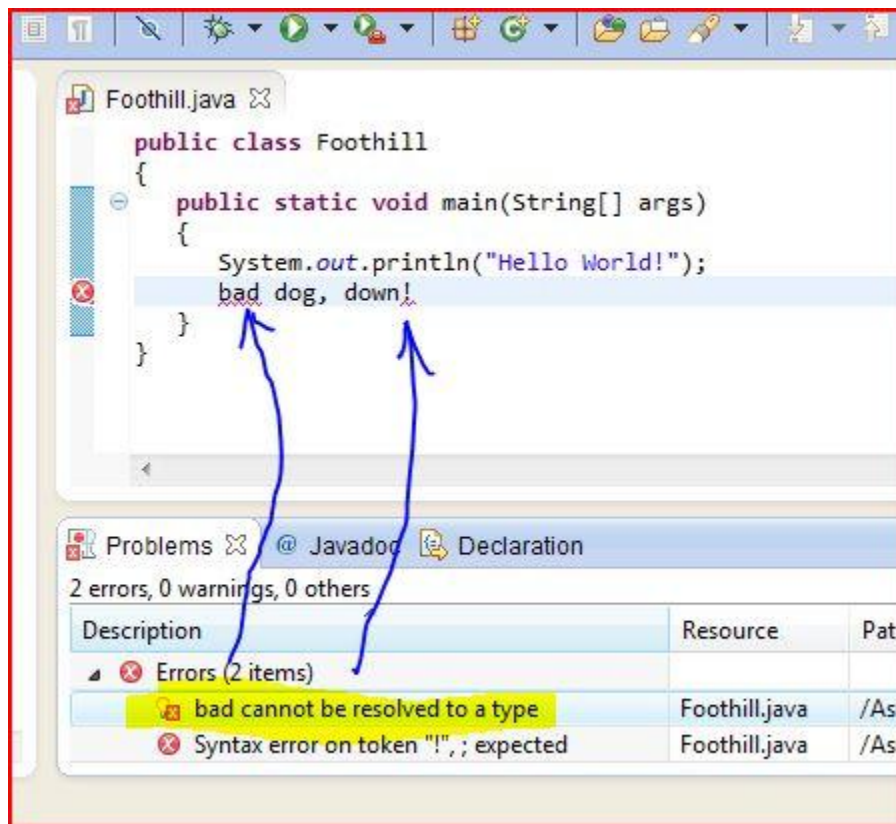 Foothill.java
public class Foothill
{
public static void main(String[] args)
{
System.out.println("Hello World!");
bad dog, down!
}
}
Problems @ Javadoc Declaration
2 errors, 0 warnings, 0 others
Description Resource Pat
Errors (2 items)
bad cannot be resolved to a type Foothill.java /As
Syntax error on token "!", ; expected Foothill.java /As